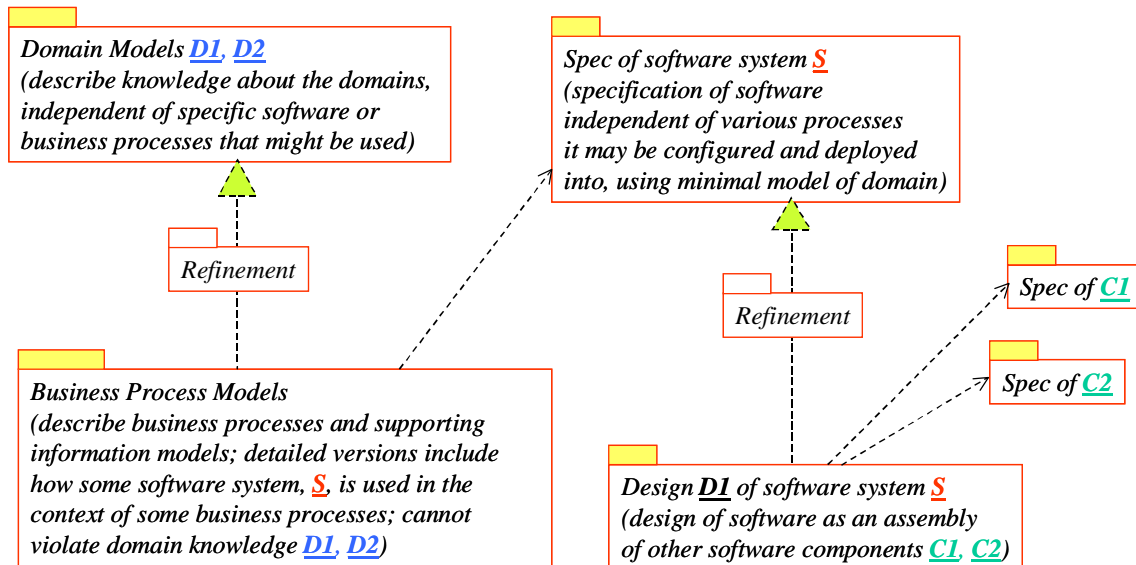 Domain Models D1, D2
(describe knowledge about the domains,
independent of specific software or
business processes that might be used)
Spec of software system S
(specification of software
independent of various processes
it may be configured and deployed
into, using minimal model of domain)
Refinement
Refinement
Spec of C1
Spec of C2
Business Process Models
(describe business processes and supporting
information models; detailed versions include
how some software system, S, is used in the
context of some business processes; cannot
violate domain knowledge D1, D2)
Design D1 of software system S
(design of software as an assembly
of other software components C1, C2)